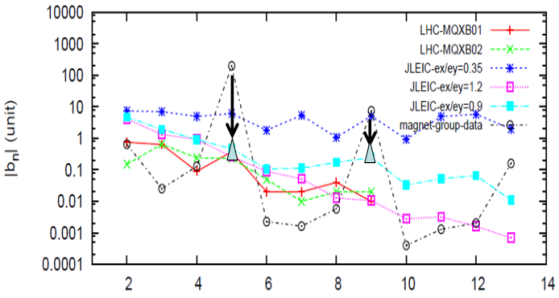 10000
1000
100
10
1
0.1
0.01
0.001
0.0001
|bn| (unit)
LHC-MQXB01
LHC-MQXB02
JLEIC-ex/ey=0.35
JLEIC-ex/ey=1.2
JLEIC-ex/ey=0.9
magnet-group-data
2 4 6 8 10 12 14